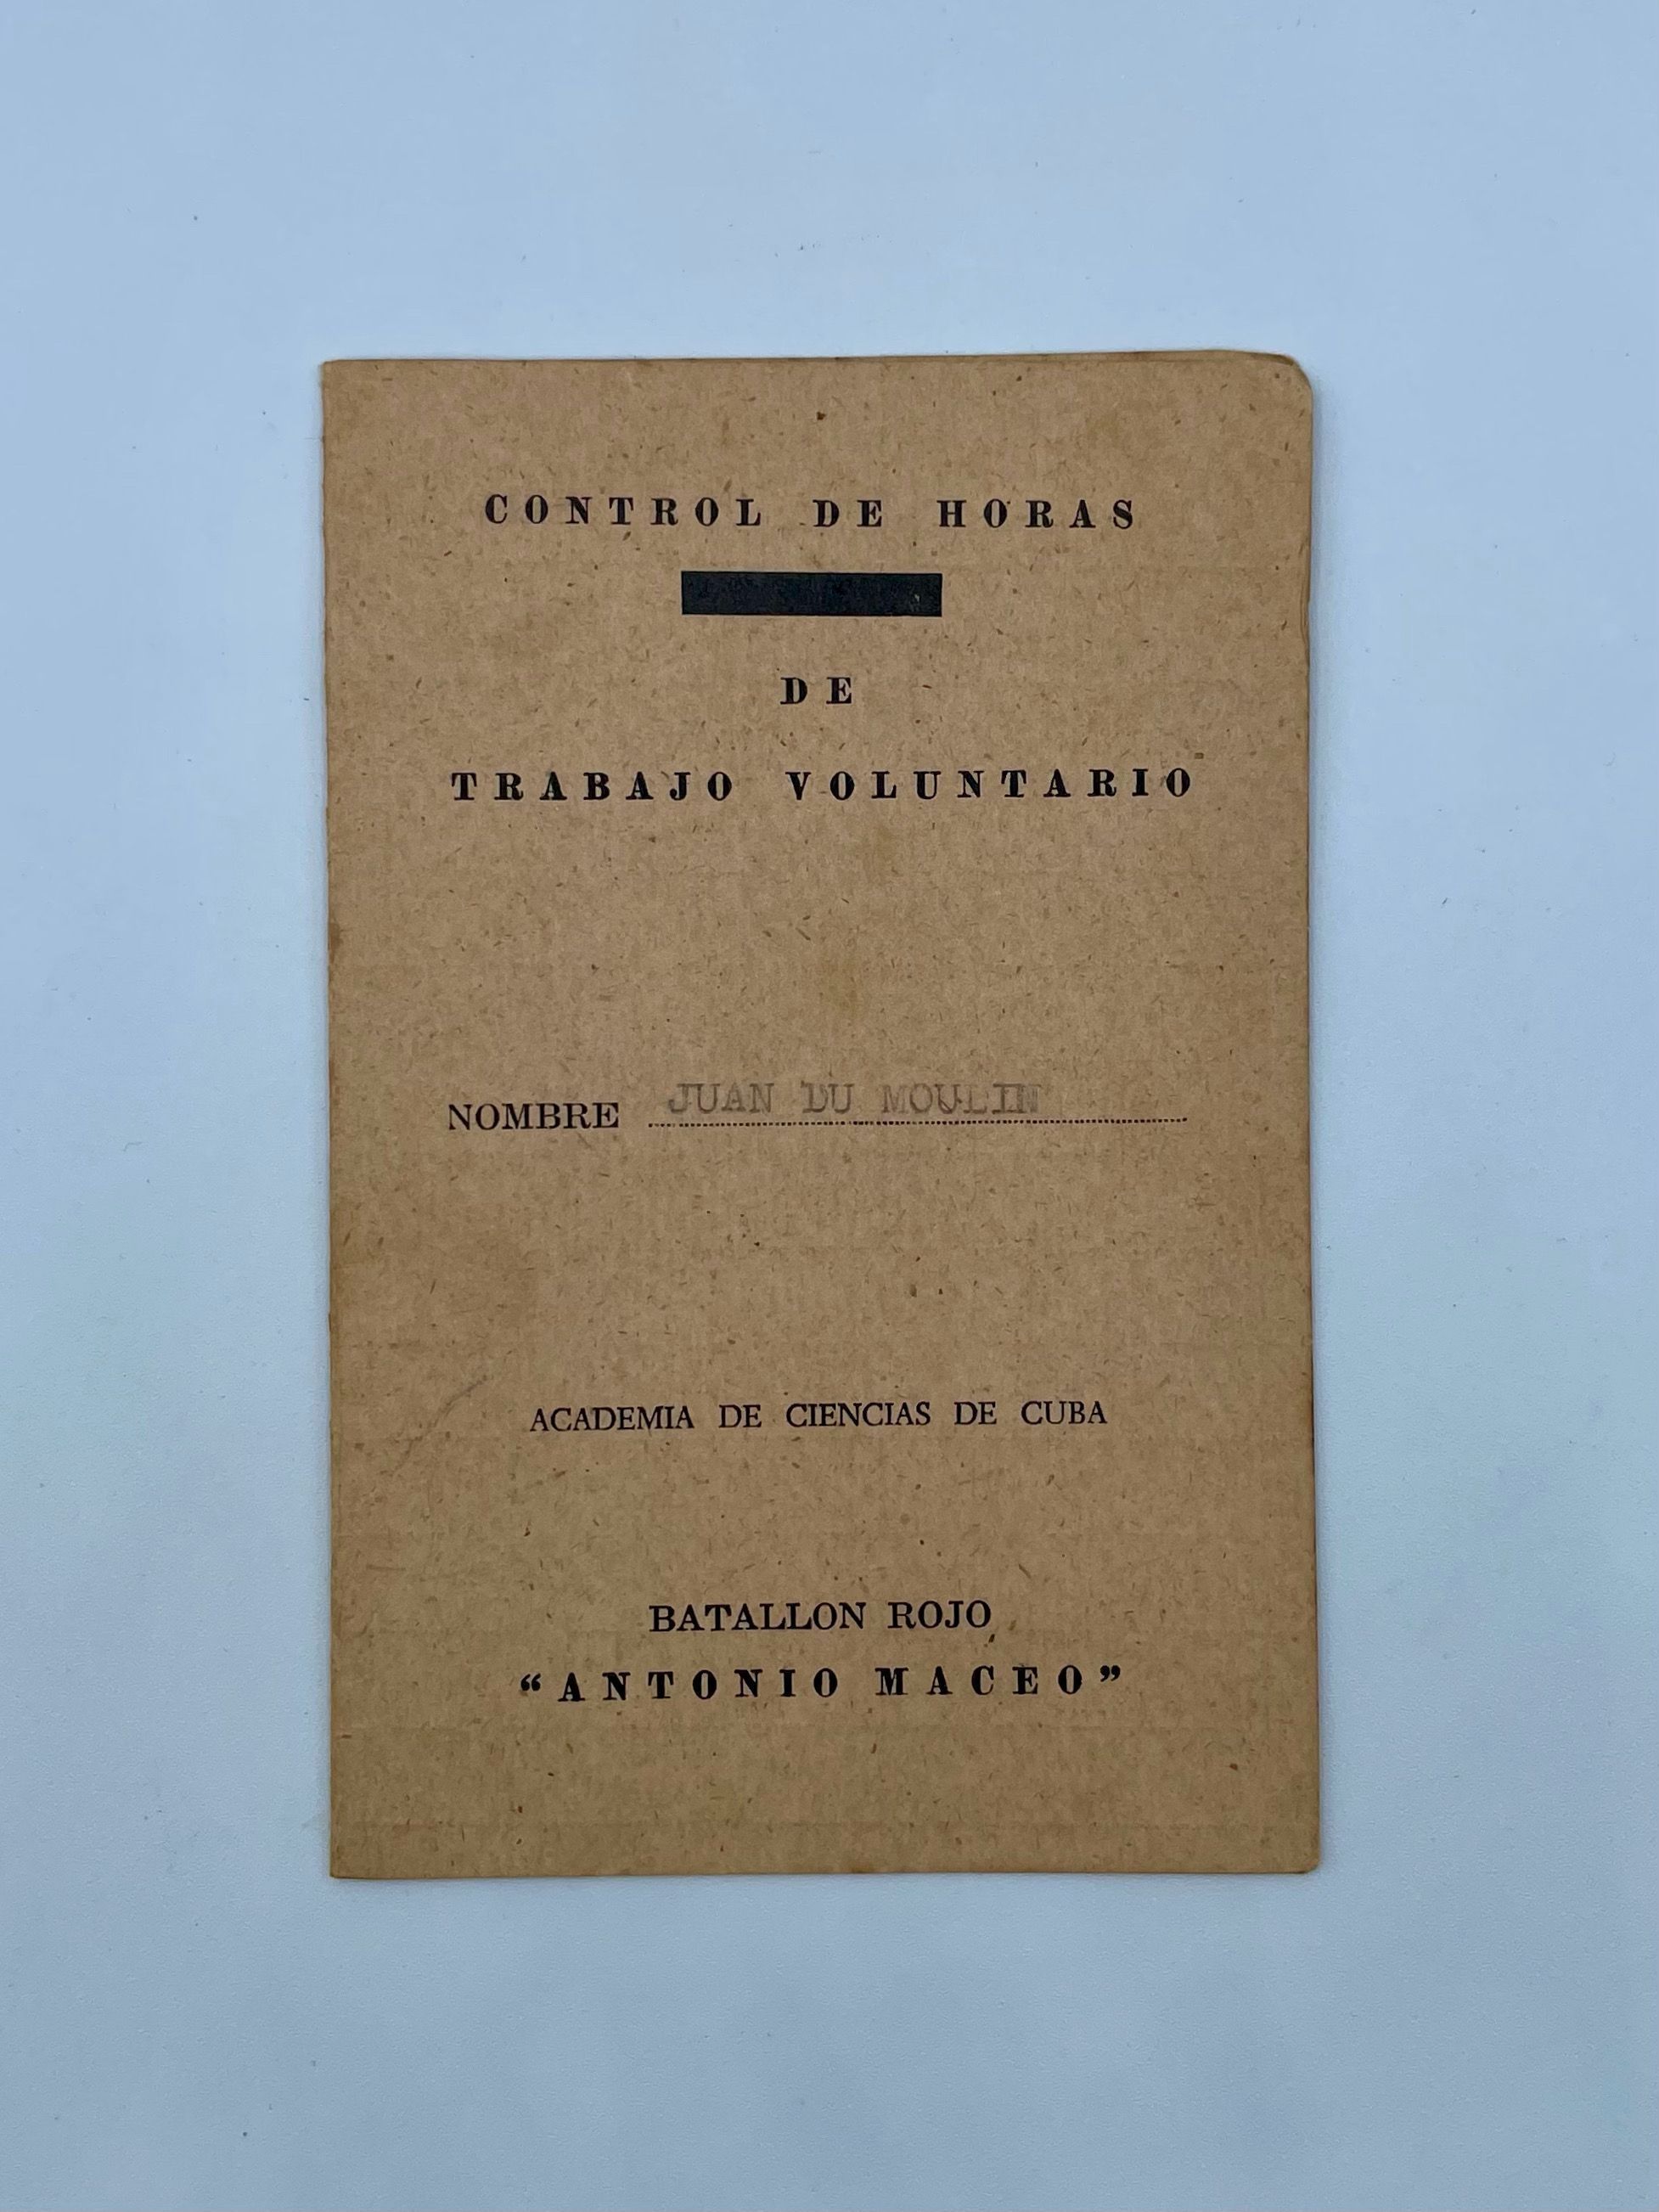 CONTROL DE HORAS
DE
TRABAJO VOLUNTARIO
NOMBRE JUAN DU MOULIN
ACADEMIA DE CIENCIAS DE CUBA
BATALLON ROJO
“ANTONIO MACEO”